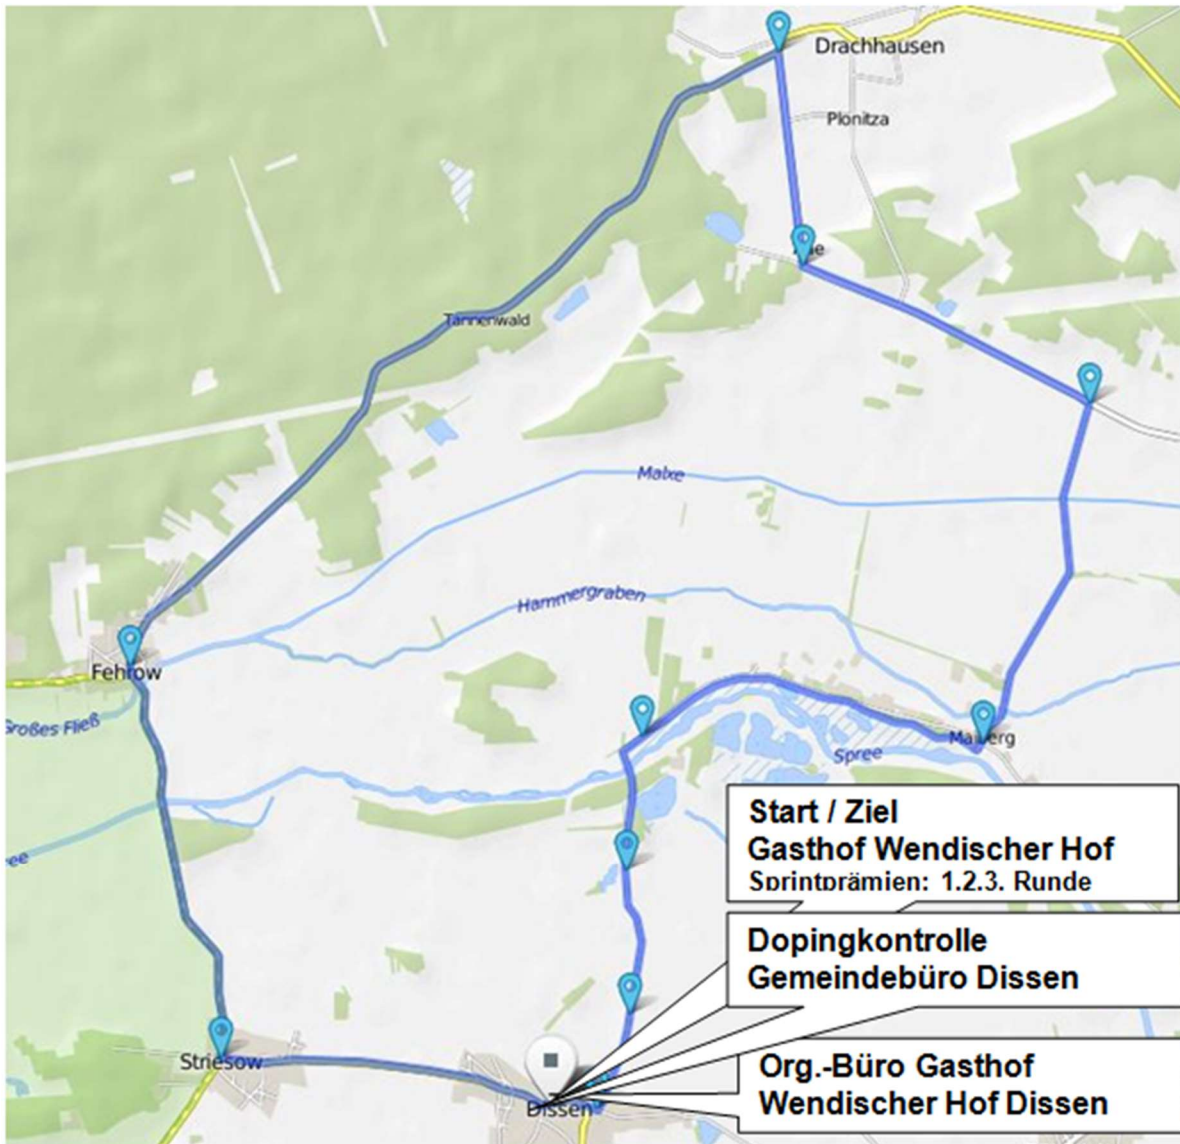 Drachhausen
Plonitza
Tannenwald
Malxe
Hammergraben
Fehrow
Großes Fließ
Maiberg
Spree
Start / Ziel
Gasthof Wendischer Hof
Sprintprämien: 1.2.3. Runde
Dopingkontrolle
Gemeindebüro Dissen
Striesow
Org.-Büro Gasthof
Wendischer Hof Dissen
Dissen